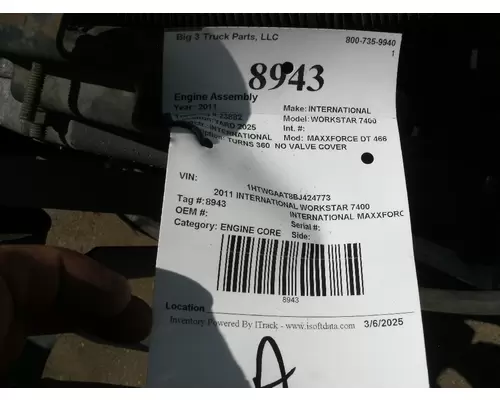 Big 3 Truck Parts, LLC 800-735-9940
1
8943
Engine Assembly
Year: 2011 Make: INTERNATIONAL
Model: WORKSTAR 7400
2025 Int. #:
INTERNATIONAL Mod: MAXXFORCE DT 466
TURNS 360 NO VALVE COVER
VIN: 1HTWGAAT9BJ424773
2011 INTERNATIONAL WORKSTAR 7400
Tag #: 8943 INTERNATIONAL MAXXFORC
OEM #: Serial #:
Category: ENGINE CORE Side:
8943
Location
Inventory Powered By ITrack - www.isoftdata.com 3/6/2025
A